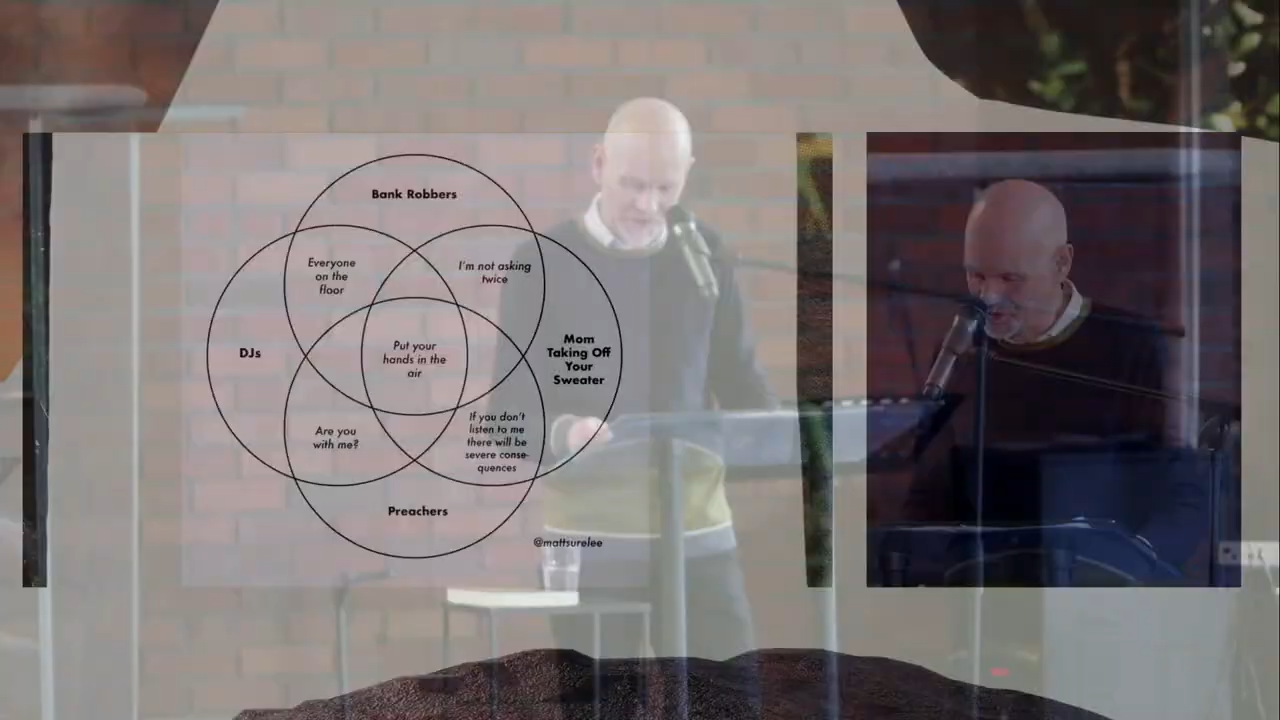 Bank Robbers
Everyone
on the
floor
I'm not asking
twice
DJs
Put your
hands in the
air
Mom
Taking Off
Your
Sweater
Are you
with me?
If you don't
listen to me
there will be
severe conse-
quences
Preachers
@mattsurelee